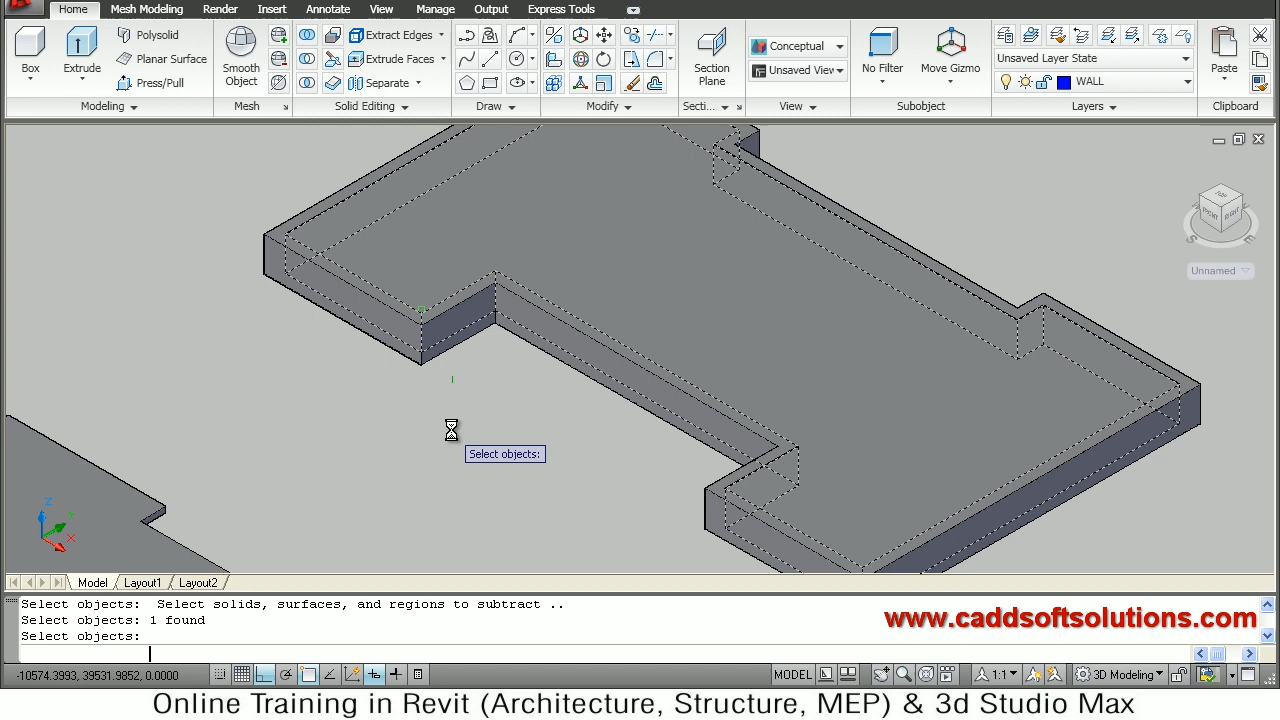 Home Mesh Modeling Render Insert Annotate View Manage Output Express Tools
Box
Extrude
Polysolid
Planar Surface
Press/Pull
Smooth
Object
Extract Edges
Extrude Faces
Separate
Section
Plane
Conceptual
Unsaved View
No Filter
Move Gizmo
Unsaved Layer State
WALL
Paste
Modeling
Mesh
Solid Editing
Draw
Modify
Secti...
View
Subobject
Layers
Clipboard
TOP
FRONT
RIGHT
S
E
Unnamed
Select objects:
Z
Y
X
Model Layout1 Layout2
Select objects: Select solids, surfaces, and regions to subtract ..
Select objects: 1 found
Select objects:
www.caddsoftsolutions.com
-10574.3993, 39531.9852, 0.0000
MODEL
1:1
3D Modeling
Online Training in Revit (Architecture, Structure, MEP) & 3d Studio Max